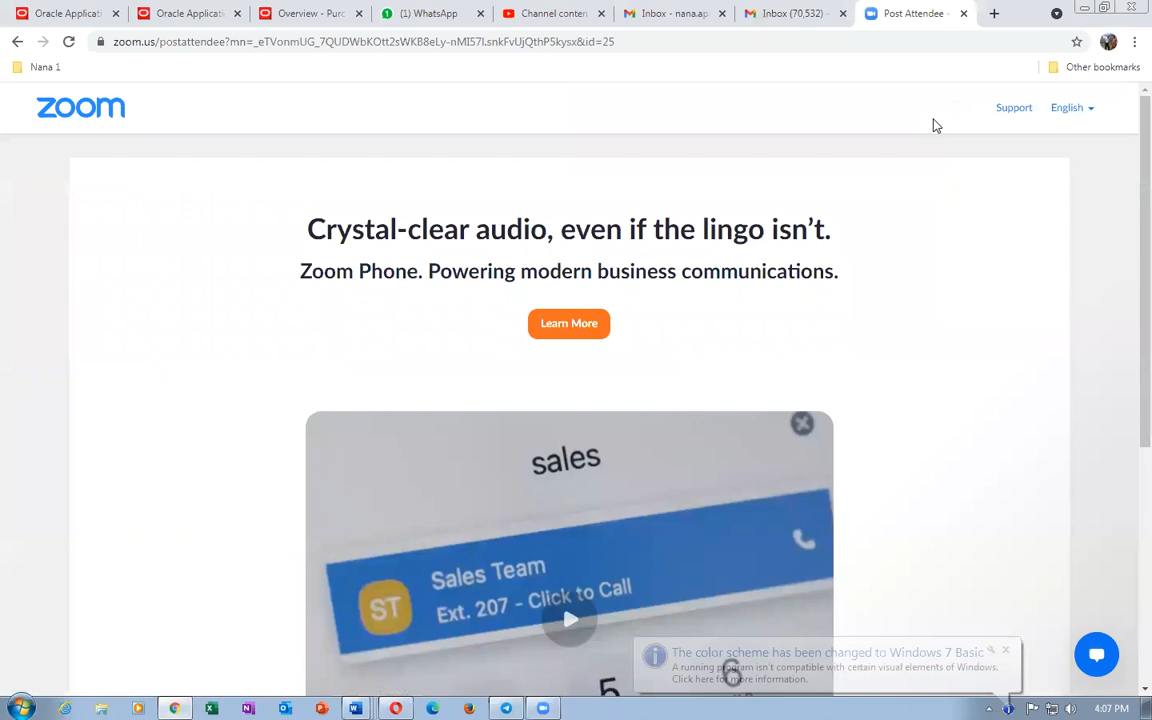 Oracle Applicati
Oracle Applicati
Overview - Purc
(1) WhatsApp
Channel conten
Inbox - nana.ap
Inbox (70,532) -
Post Attendee -
zoom.us/postattendee?mn=_eTVonmUG_7QUDWbKOtt2sWKB8eLy-nMI57I.snkFvUjQthP5kysx&id=25
Nana 1
Other bookmarks
zoom
Support
English
Crystal-clear audio, even if the lingo isn't.
Zoom Phone. Powering modern business communications.
Learn More
sales
Sales Team
ST
Ext. 207 - Click to Call
The color scheme has been changed to Windows 7 Basic
A running program isn't compatible with certain visual elements of Windows.
Click here for more information.
5
6
4:07 PM